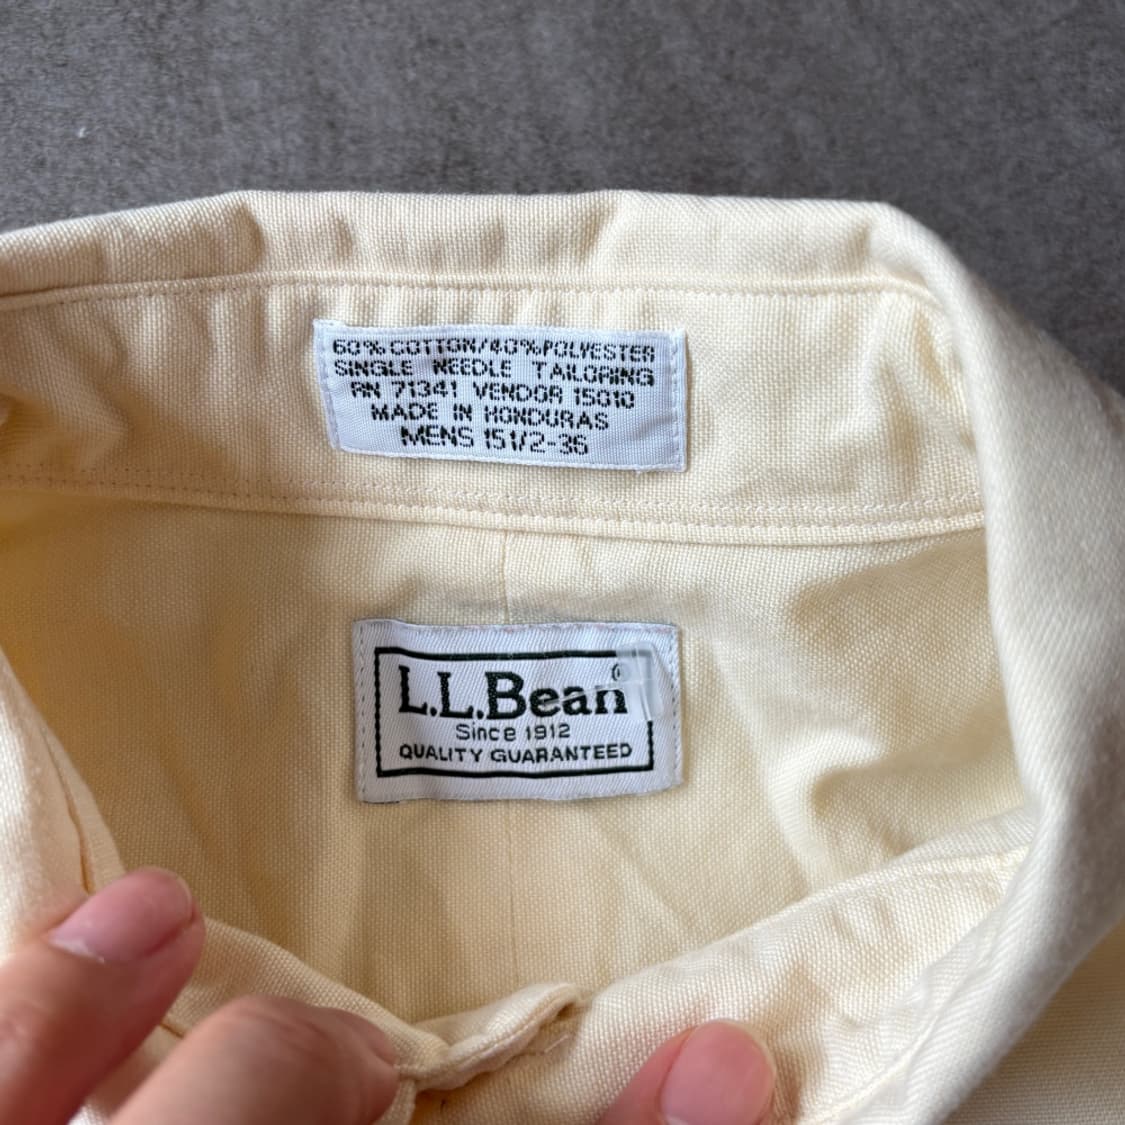 60% COTTON/40% POLYESTER
SINGLE NEEDLE TAILORING
RN 71341 VENDOR 15010
MADE IN HONDURAS
MENS 15 1/2-36
L.L.Bean®
Since 1912
QUALITY GUARANTEED